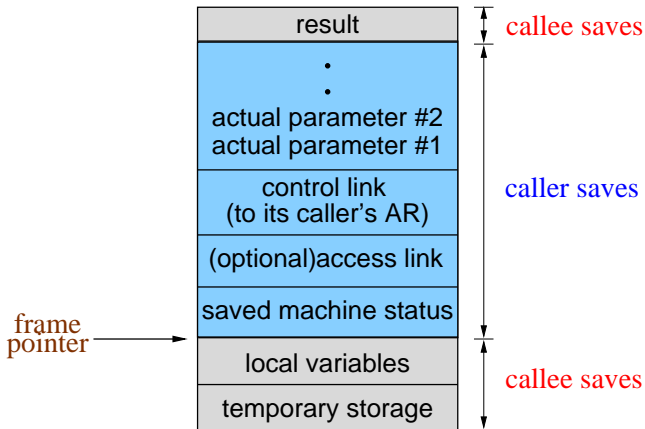 result
callee saves
actual parameter #2
actual parameter #1
control link
(to its caller's AR)
caller saves
(optional)access link
saved machine status
frame
pointer
local variables
callee saves
temporary storage